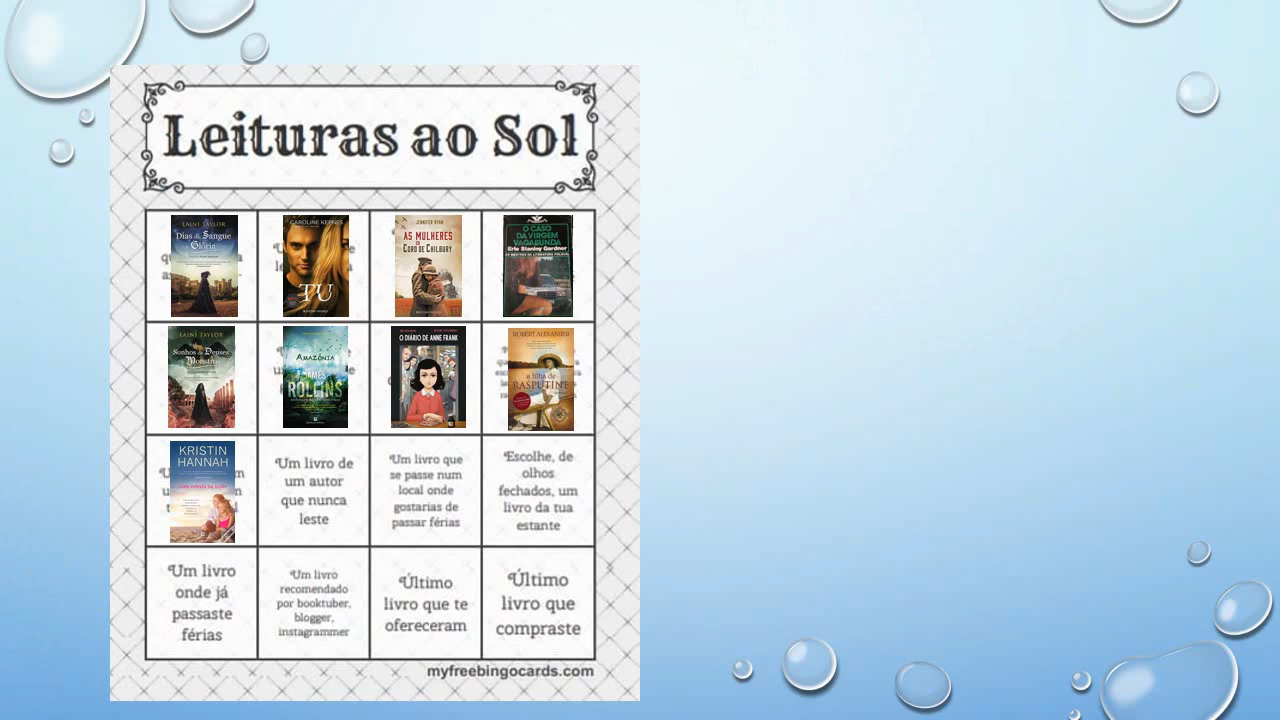 Leituras ao Sol
LAINI TAYLOR
Dias de Sangue
e Glória
CAROLINE KEPNES
TU
JENNIFER RYAN
AS MULHERES
DO
CORO DE CHILBURY
O CASO
DA VIRGEM
VAGABUNDA
Erle Stanley Gardner
LAINI TAYLOR
Sonhos de Deuses
e Monstros
AMAZÓNIA
JAMES
ROLLINS
O DIÁRIO DE ANNE FRANK
ROBERT ALEXANDER
a filha de
RASPUTINE
KRISTIN
HANNAH
Um livro de
um autor
que nunca
leste
Um livro que
se passe num
local onde
gostarias de
passar férias
Escolhe, de
olhos
fechados, um
livro da tua
estante
Um livro
onde já
passaste
férias
Um livro
recomendado
por booktuber,
blogger,
instagrammer
Último
livro que te
ofereceram
Último
livro que
compraste
myfreebingocards.com